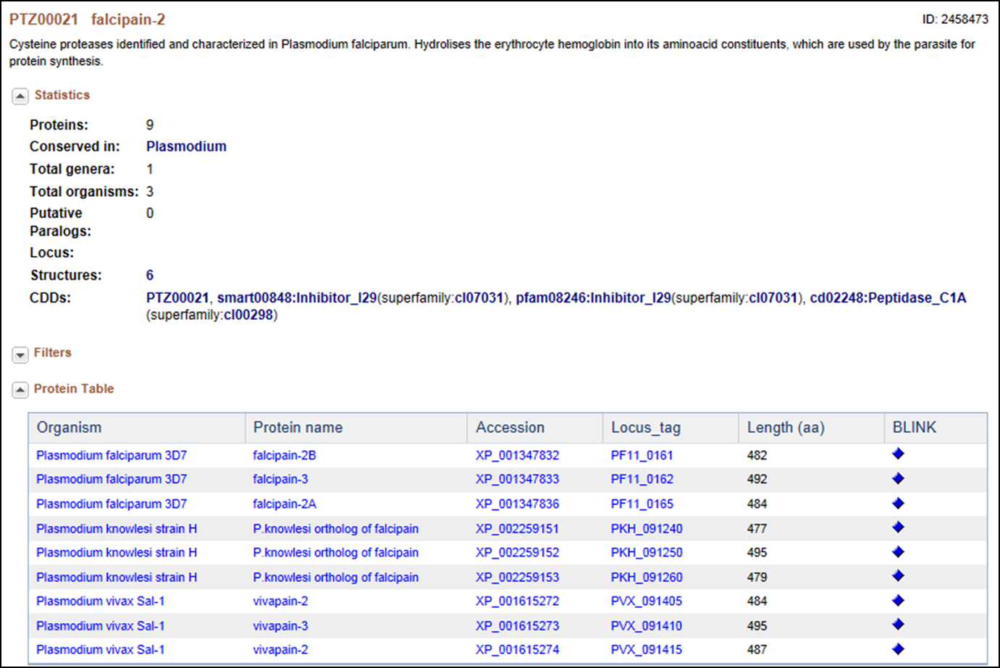 PTZ00021 falcipain-2 ID: 2458473
Cysteine proteases identified and characterized in Plasmodium falciparum. Hydrolises the erythrocyte hemoglobin into its aminoacid constituents, which are used by the parasite for
protein synthesis.
Statistics
Proteins: 9
Conserved in: Plasmodium
Total genera: 1
Total organisms: 3
Putative 0
Paralogs:
Locus:
Structures: 6
CDDs: PTZ00021, smart00848:Inhibitor_I29(superfamily:cl07031), pfam08246:Inhibitor_I29(superfamily:cl07031), cd02248:Peptidase_C1A
(superfamily:cl00298)
Filters
Protein Table
Organism Protein name Accession Locus_tag Length (aa) BLINK
Plasmodium falciparum 3D7 falcipain-2B XP_001347832 PF11_0161 482
Plasmodium falciparum 3D7 falcipain-3 XP_001347833 PF11_0162 492
Plasmodium falciparum 3D7 falcipain-2A XP_001347836 PF11_0165 484
Plasmodium knowlesi strain H P.knowlesi ortholog of falcipain XP_002259151 PKH_091240 477
Plasmodium knowlesi strain H P.knowlesi ortholog of falcipain XP_002259152 PKH_091250 495
Plasmodium knowlesi strain H P.knowlesi ortholog of falcipain XP_002259153 PKH_091260 479
Plasmodium vivax Sal-1 vivapain-2 XP_001615272 PVX_091405 484
Plasmodium vivax Sal-1 vivapain-3 XP_001615273 PVX_091410 495
Plasmodium vivax Sal-1 vivapain-2 XP_001615274 PVX_091415 487